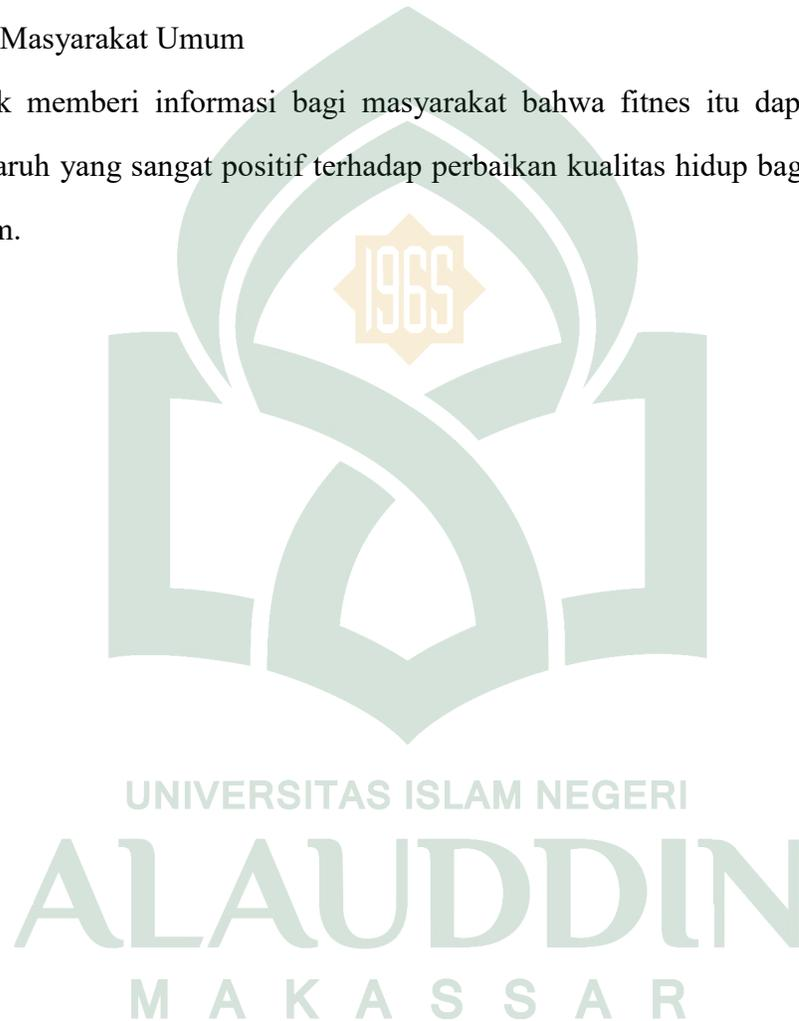 Masyarakat Umum
k memberi informasi bagi masyarakat bahwa fitnes itu dap
aruh yang sangat positif terhadap perbaikan kualitas hidup bag
m.
1965
UNIVERSITAS ISLAM NEGERI
ALAUDDIN
MAKASSAR